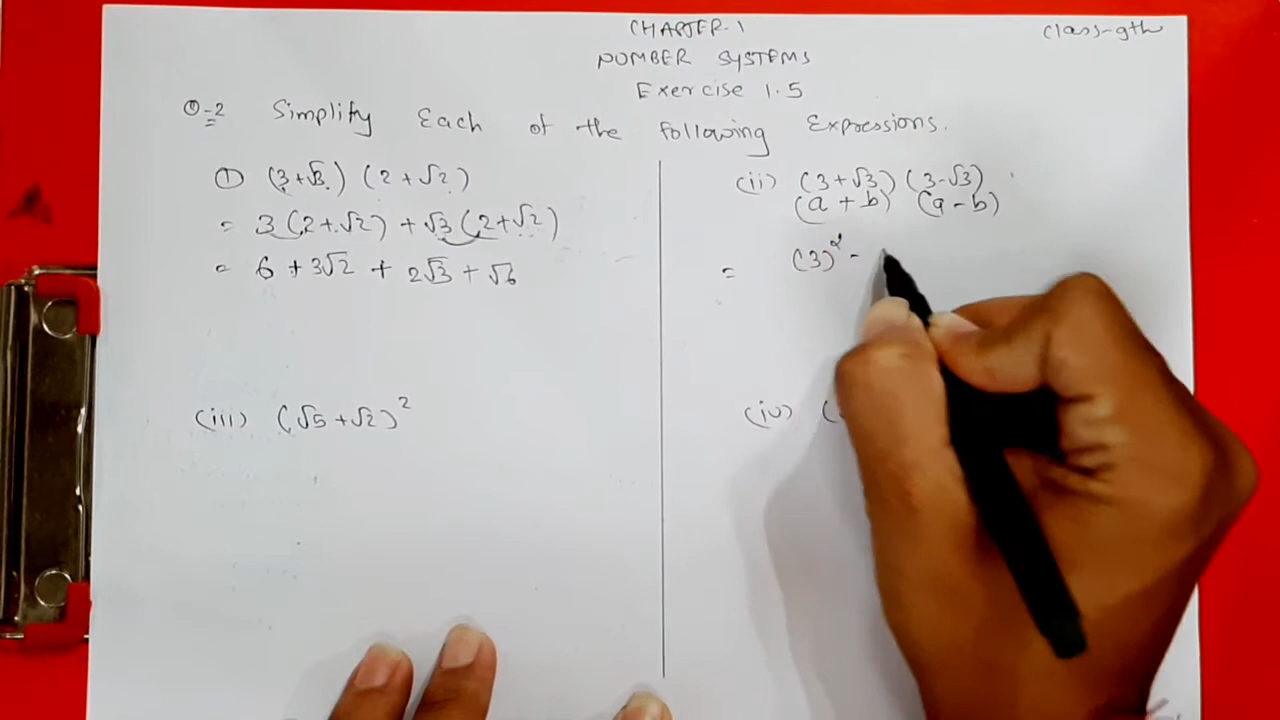 CHAPTER-1
Class-9th
NUMBER SYSTEMS
Exercise 1.5
Q-2 Simplify Each of the following Expressions.
① (3+√3) (2+√2)
= 3(2+√2) + √3(2+√2)
= 6 + 3√2 + 2√3 + √6
(ii) (3+√3) (3-√3)
(a + b) (a - b)
= (3)² -
(iii) (√5+√2)²
(iv) (